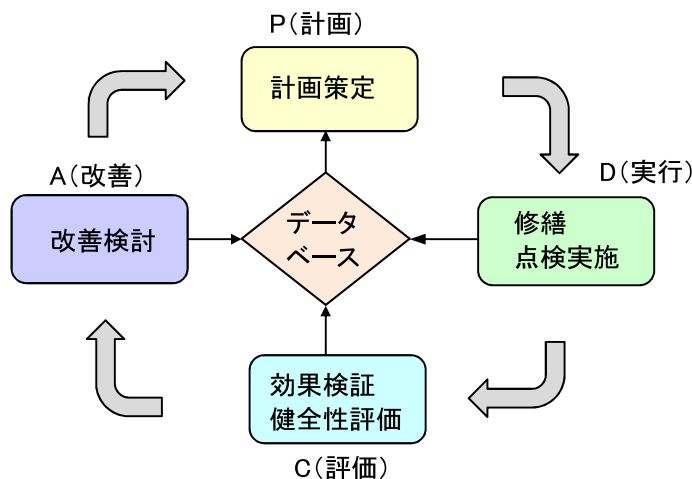 P（計画）
計画策定
A（改善）
D（実行）
改善検討
データ
ベース
修繕
点検実施
効果検証
健全性評価
C（評価）